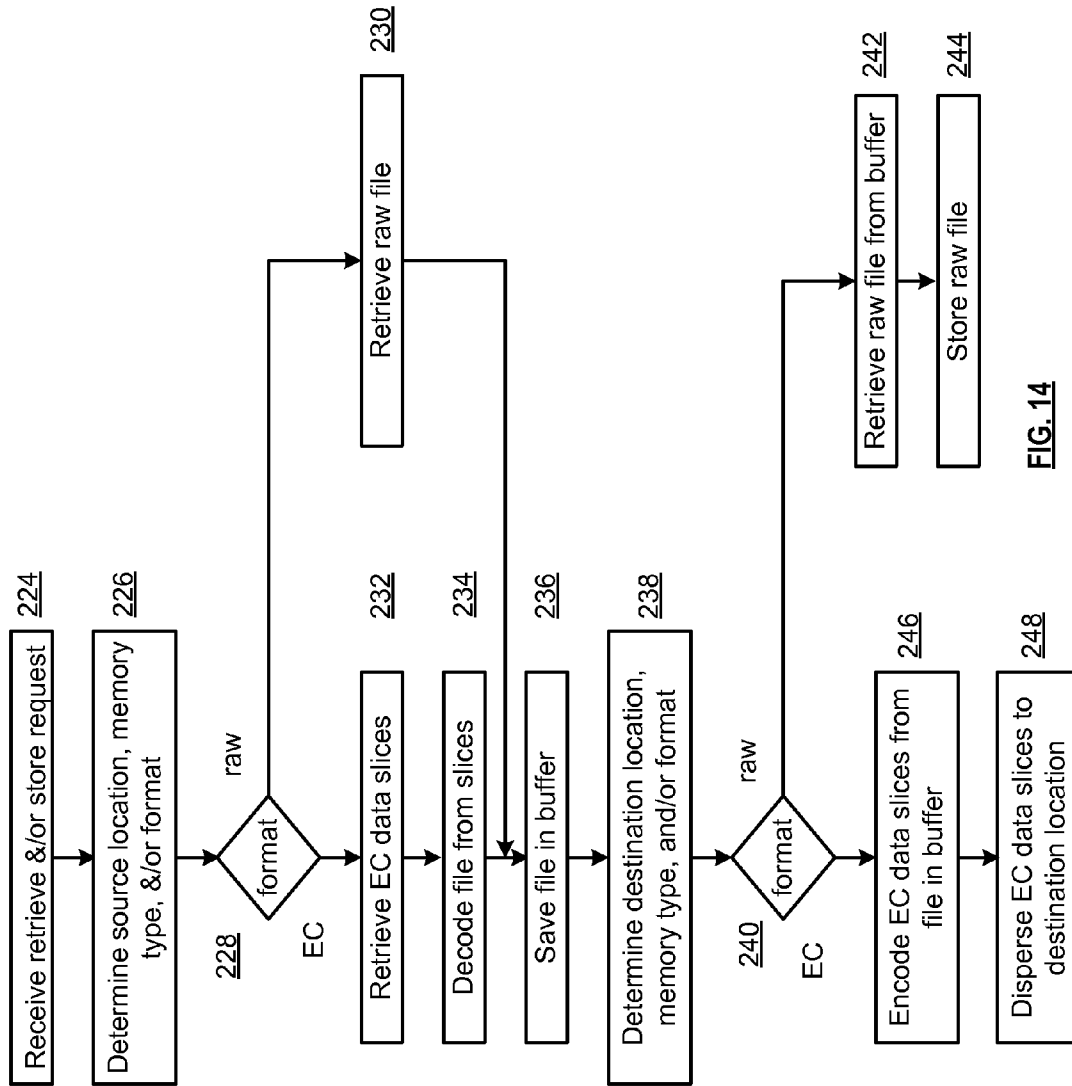 Receive retrieve &/or store request
224
Determine source location, memory
type, &/or format
226
format
228
raw
EC
Retrieve raw file
230
Retrieve EC data slices
232
Decode file from slices
234
Save file in buffer
236
Determine destination location,
memory type, and/or format
238
format
240
raw
EC
Retrieve raw file from buffer
242
Store raw file
244
Encode EC data slices from
file in buffer
246
Disperse EC data slices to
destination location
248
FIG. 14